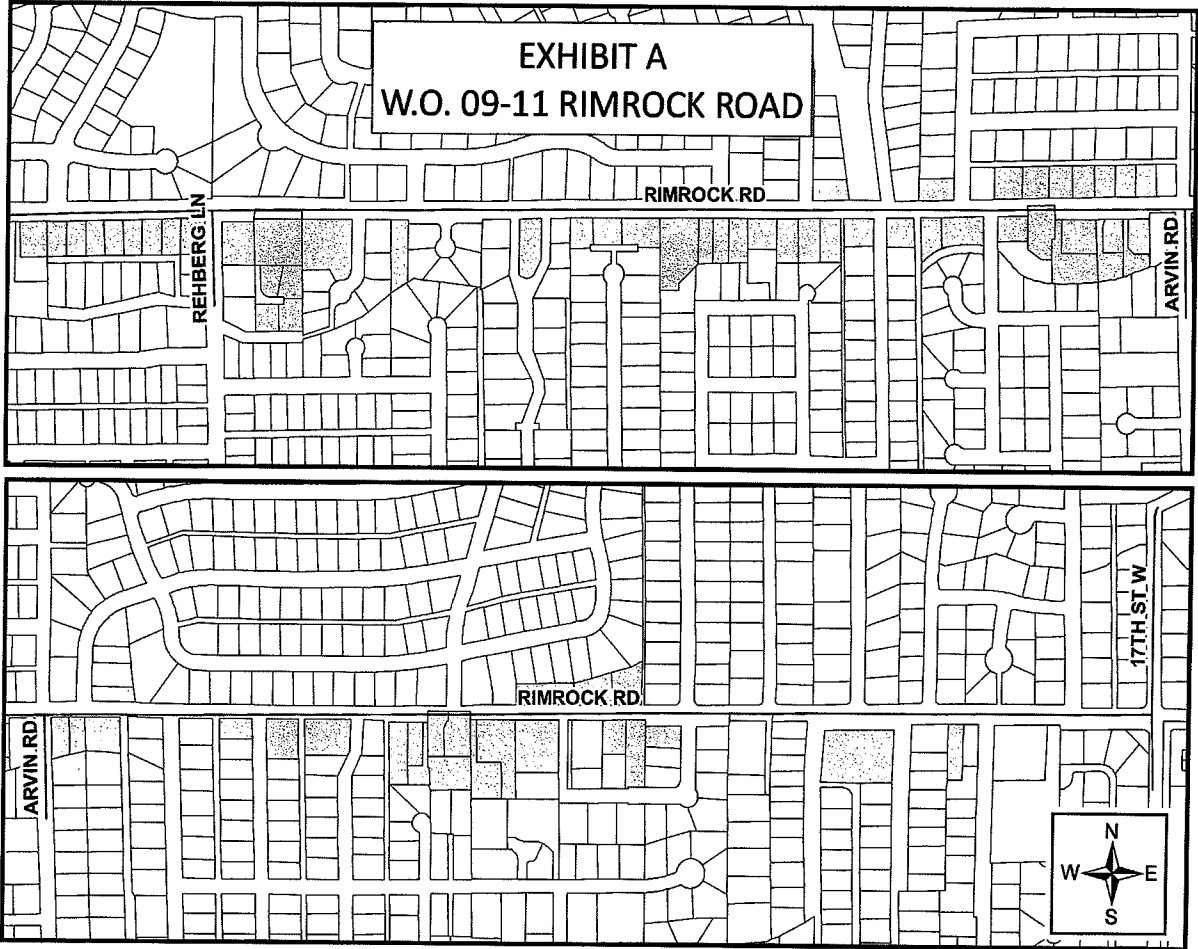 EXHIBIT A
W.O. 09-11 RIMROCK ROAD
RIMROCK RD
REHBERG LN
ARVIN RD
RIMROCK RD
17TH ST W
ARVIN RD
N
W E
S